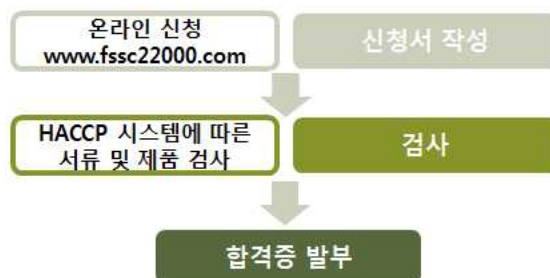 온라인 신청
www.fssc22000.com
신청서 작성
HACCP 시스템에 따른
서류 및 제품 검사
검사
합격증 발부